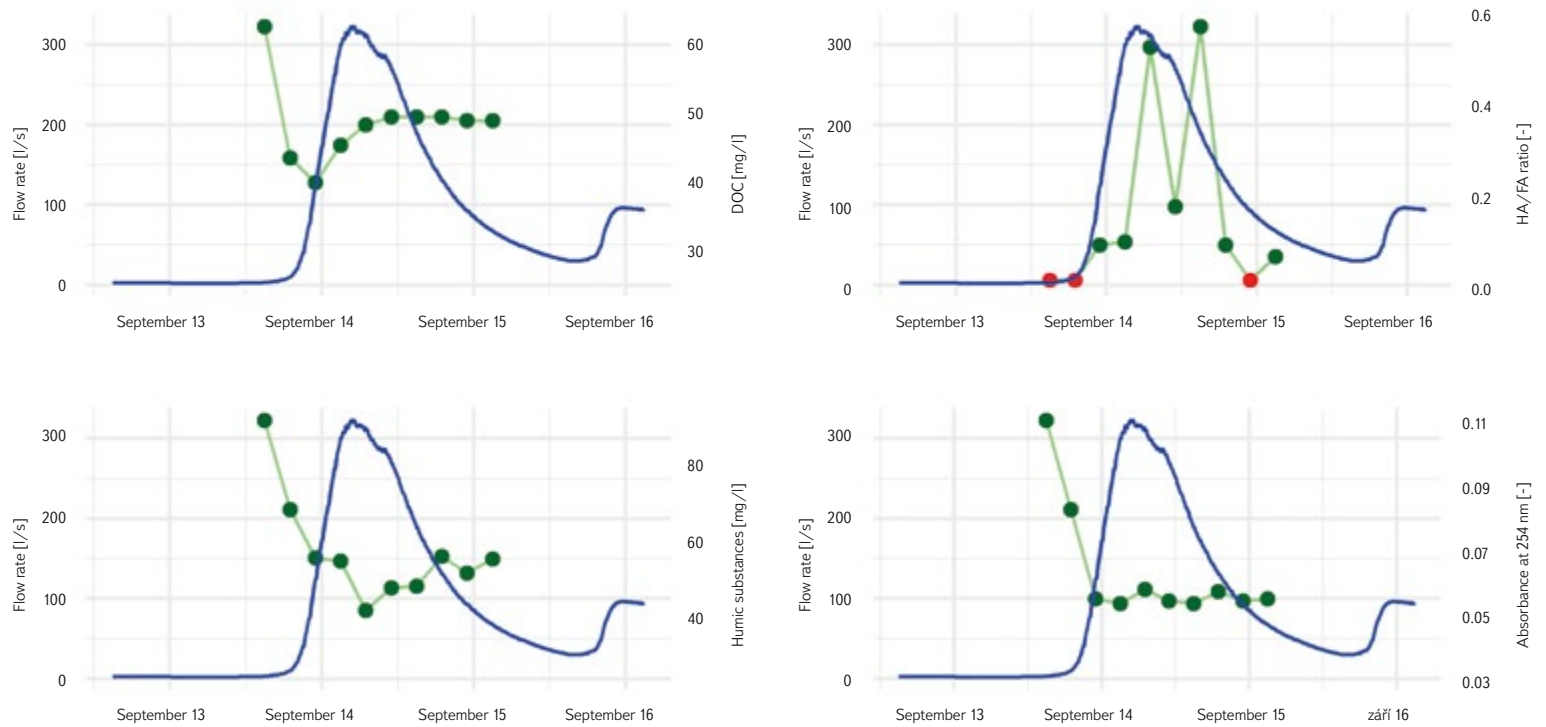 Flow rate [l/s]
300
200
100
0
60
50
40
30
DOC [mg/l]
September 13 September 14 September 15 September 16
Flow rate [l/s]
300
200
100
0
0.6
0.4
0.2
0.0
HA/FA ratio [-]
September 13 September 14 September 15 September 16
Flow rate [l/s]
300
200
100
0
80
60
40
Humic substances [mg/l]
September 13 September 14 September 15 September 16
Flow rate [l/s]
300
200
100
0
0.11
0.09
0.07
0.05
0.03
Absorbance at 254 nm [-]
September 13 September 14 September 15 září 16